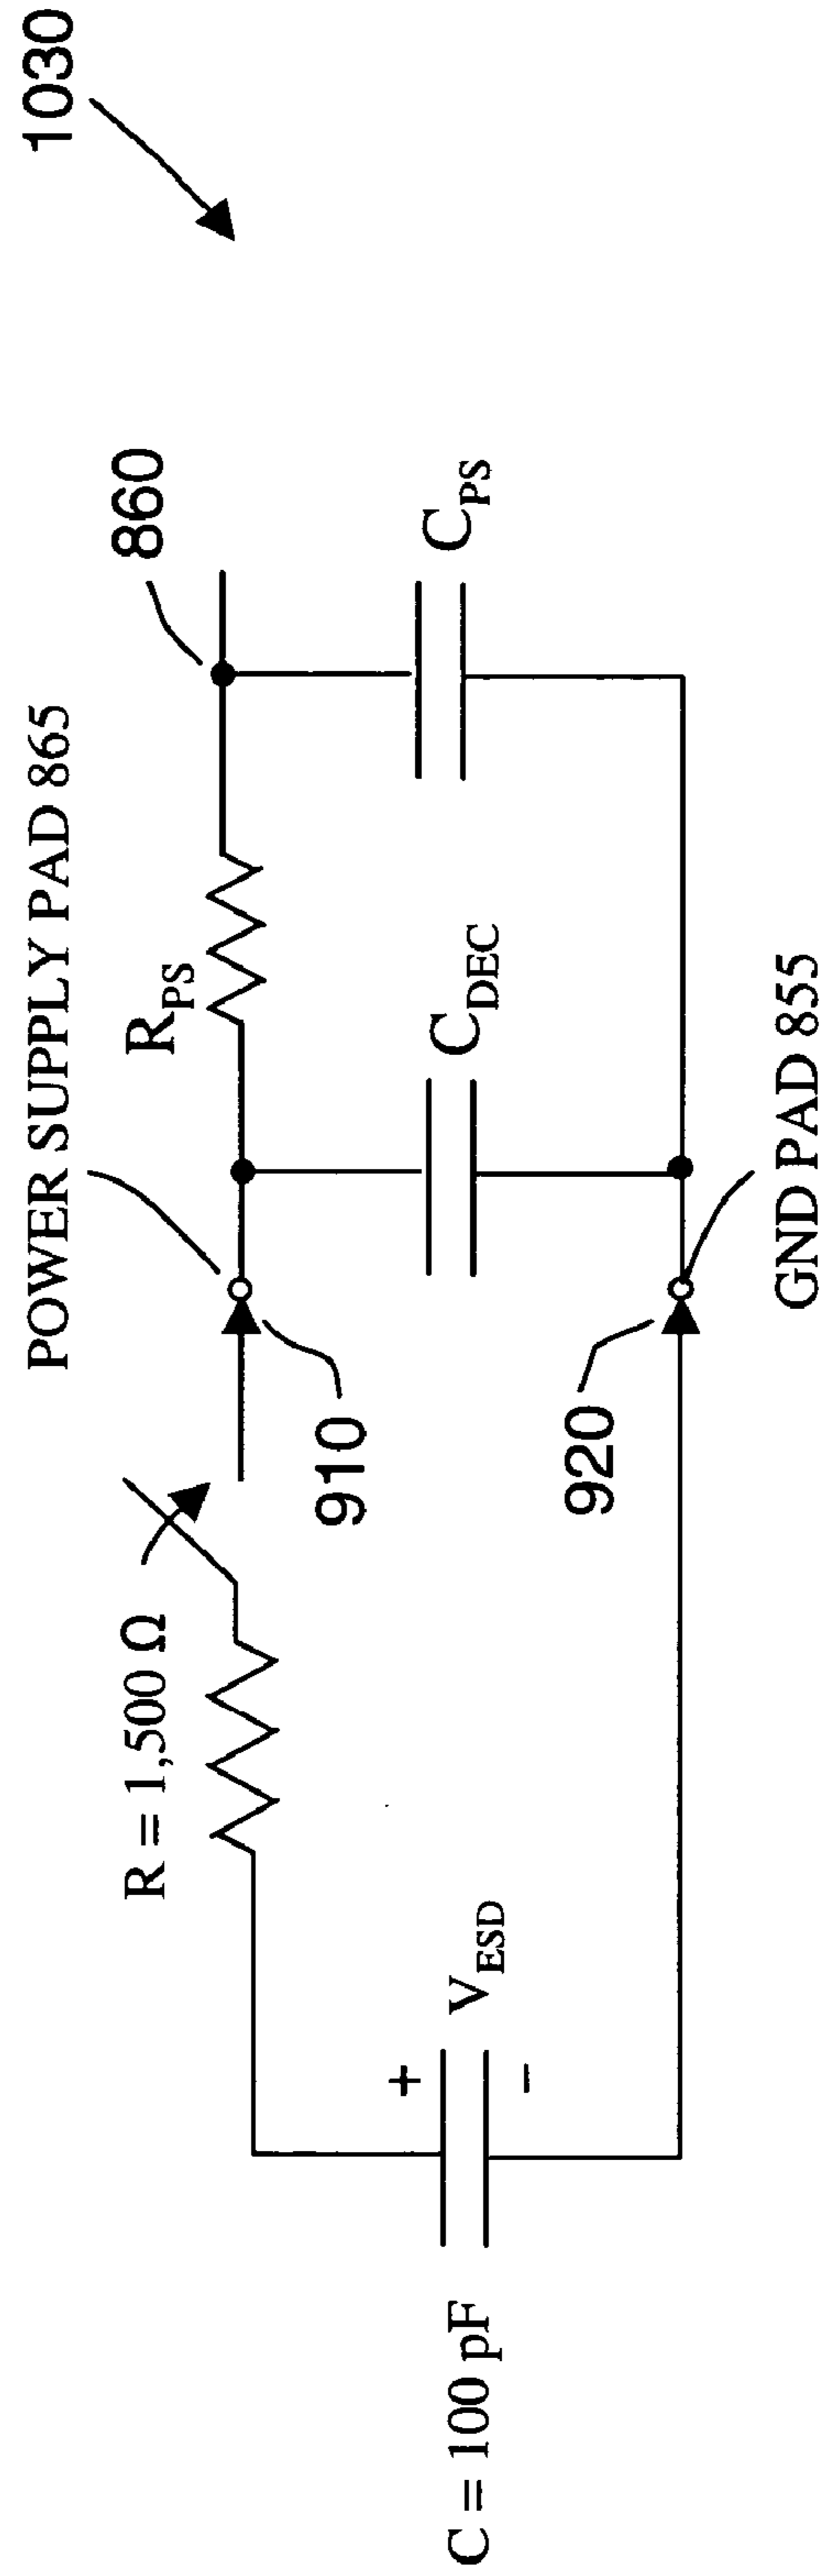 1030
POWER SUPPLY PAD 865
860
R = 1,500 Ω
R_PS
910
C_DEC
C_PS
+
V_ESD
-
C = 100 pF
920
GND PAD 855